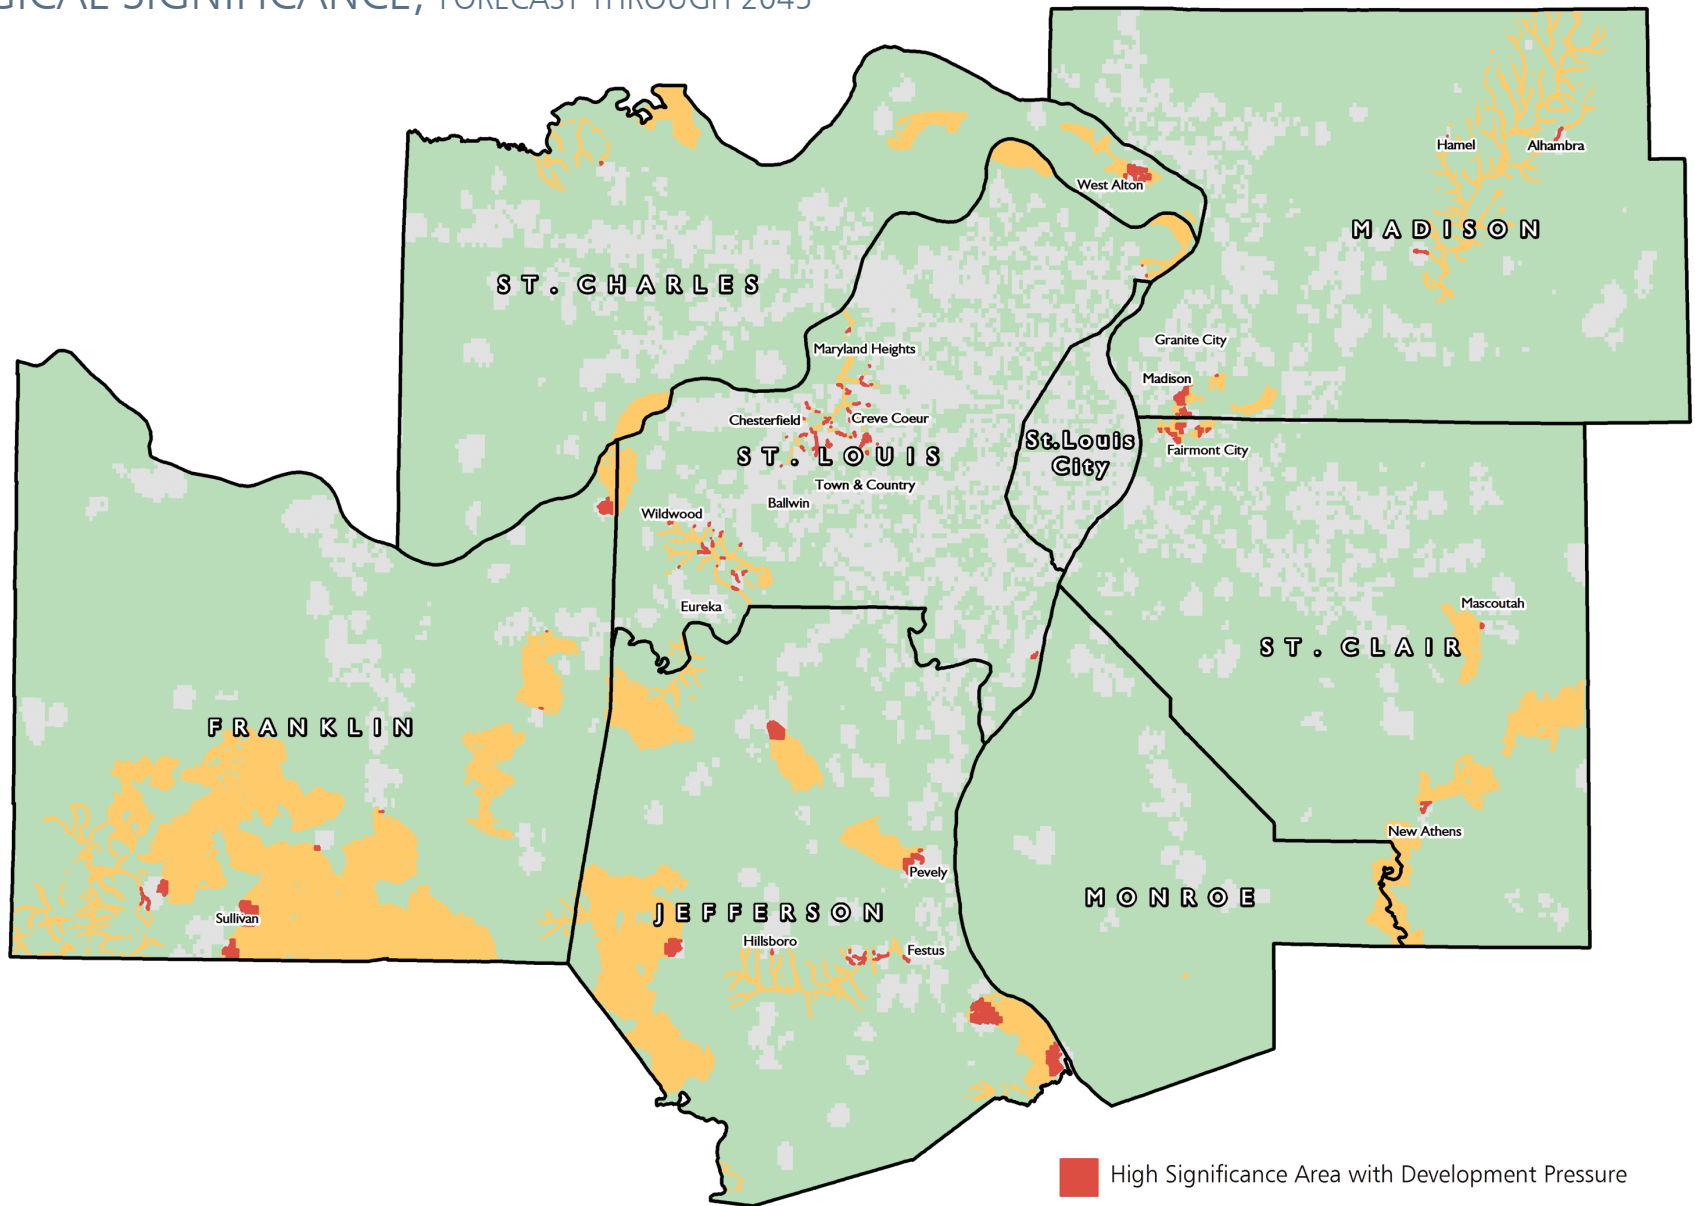 GICAL SIGNIFICANCE, FORECAST THROUGH 2045
Hamel
Alhambra
West Alton
MADISON
ST. CHARLES
Granite City
Maryland Heights
Madison
Chesterfield
Creve Coeur
St.Louis
City
Fairmont City
ST. LOUIS
Town & Country
Ballwin
Wildwood
Eureka
Mascoutah
ST. CLAIR
FRANKLIN
New Athens
Pevely
MONROE
JEFFERSON
Sullivan
Hillsboro
Festus
High Significance Area with Development Pressure